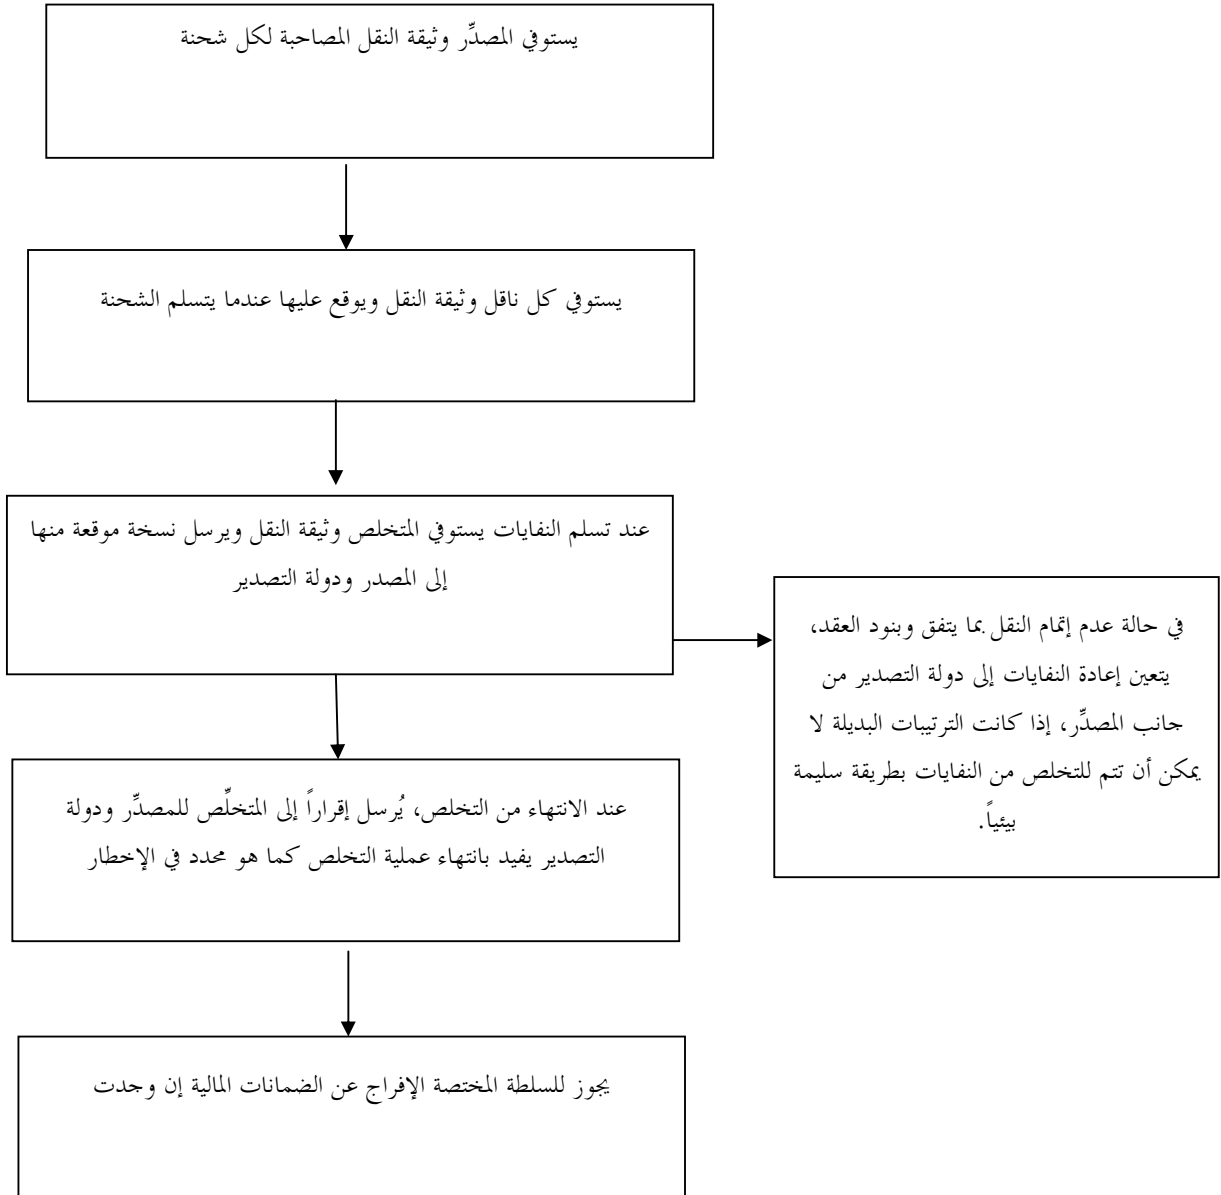 يستوفي المصدِّر وثيقة النقل المصاحبة لكل شحنة
يستوفي كل ناقل وثيقة النقل ويوقع عليها عندما يتسلم الشحنة
عند تسلم النفايات يستوفي المتخلص وثيقة النقل ويرسل نسخة موقعة منها
إلى المصدر ودولة التصدير
في حالة عدم إتمام النقل بما يتفق وبنود العقد،
يتعين إعادة النفايات إلى دولة التصدير من
جانب المصدِّر، إذا كانت الترتيبات البديلة لا
يمكن أن تتم للتخلص من النفايات بطريقة سليمة
بيئياً.
عند الانتهاء من التخلص، يُرسل إقراراً إلى المتخلِّص للمصدِّر ودولة
التصدير يفيد بانتهاء عملية التخلص كما هو محدد في الإخطار
يجوز للسلطة المختصة الإفراج عن الضمانات المالية إن وجدت